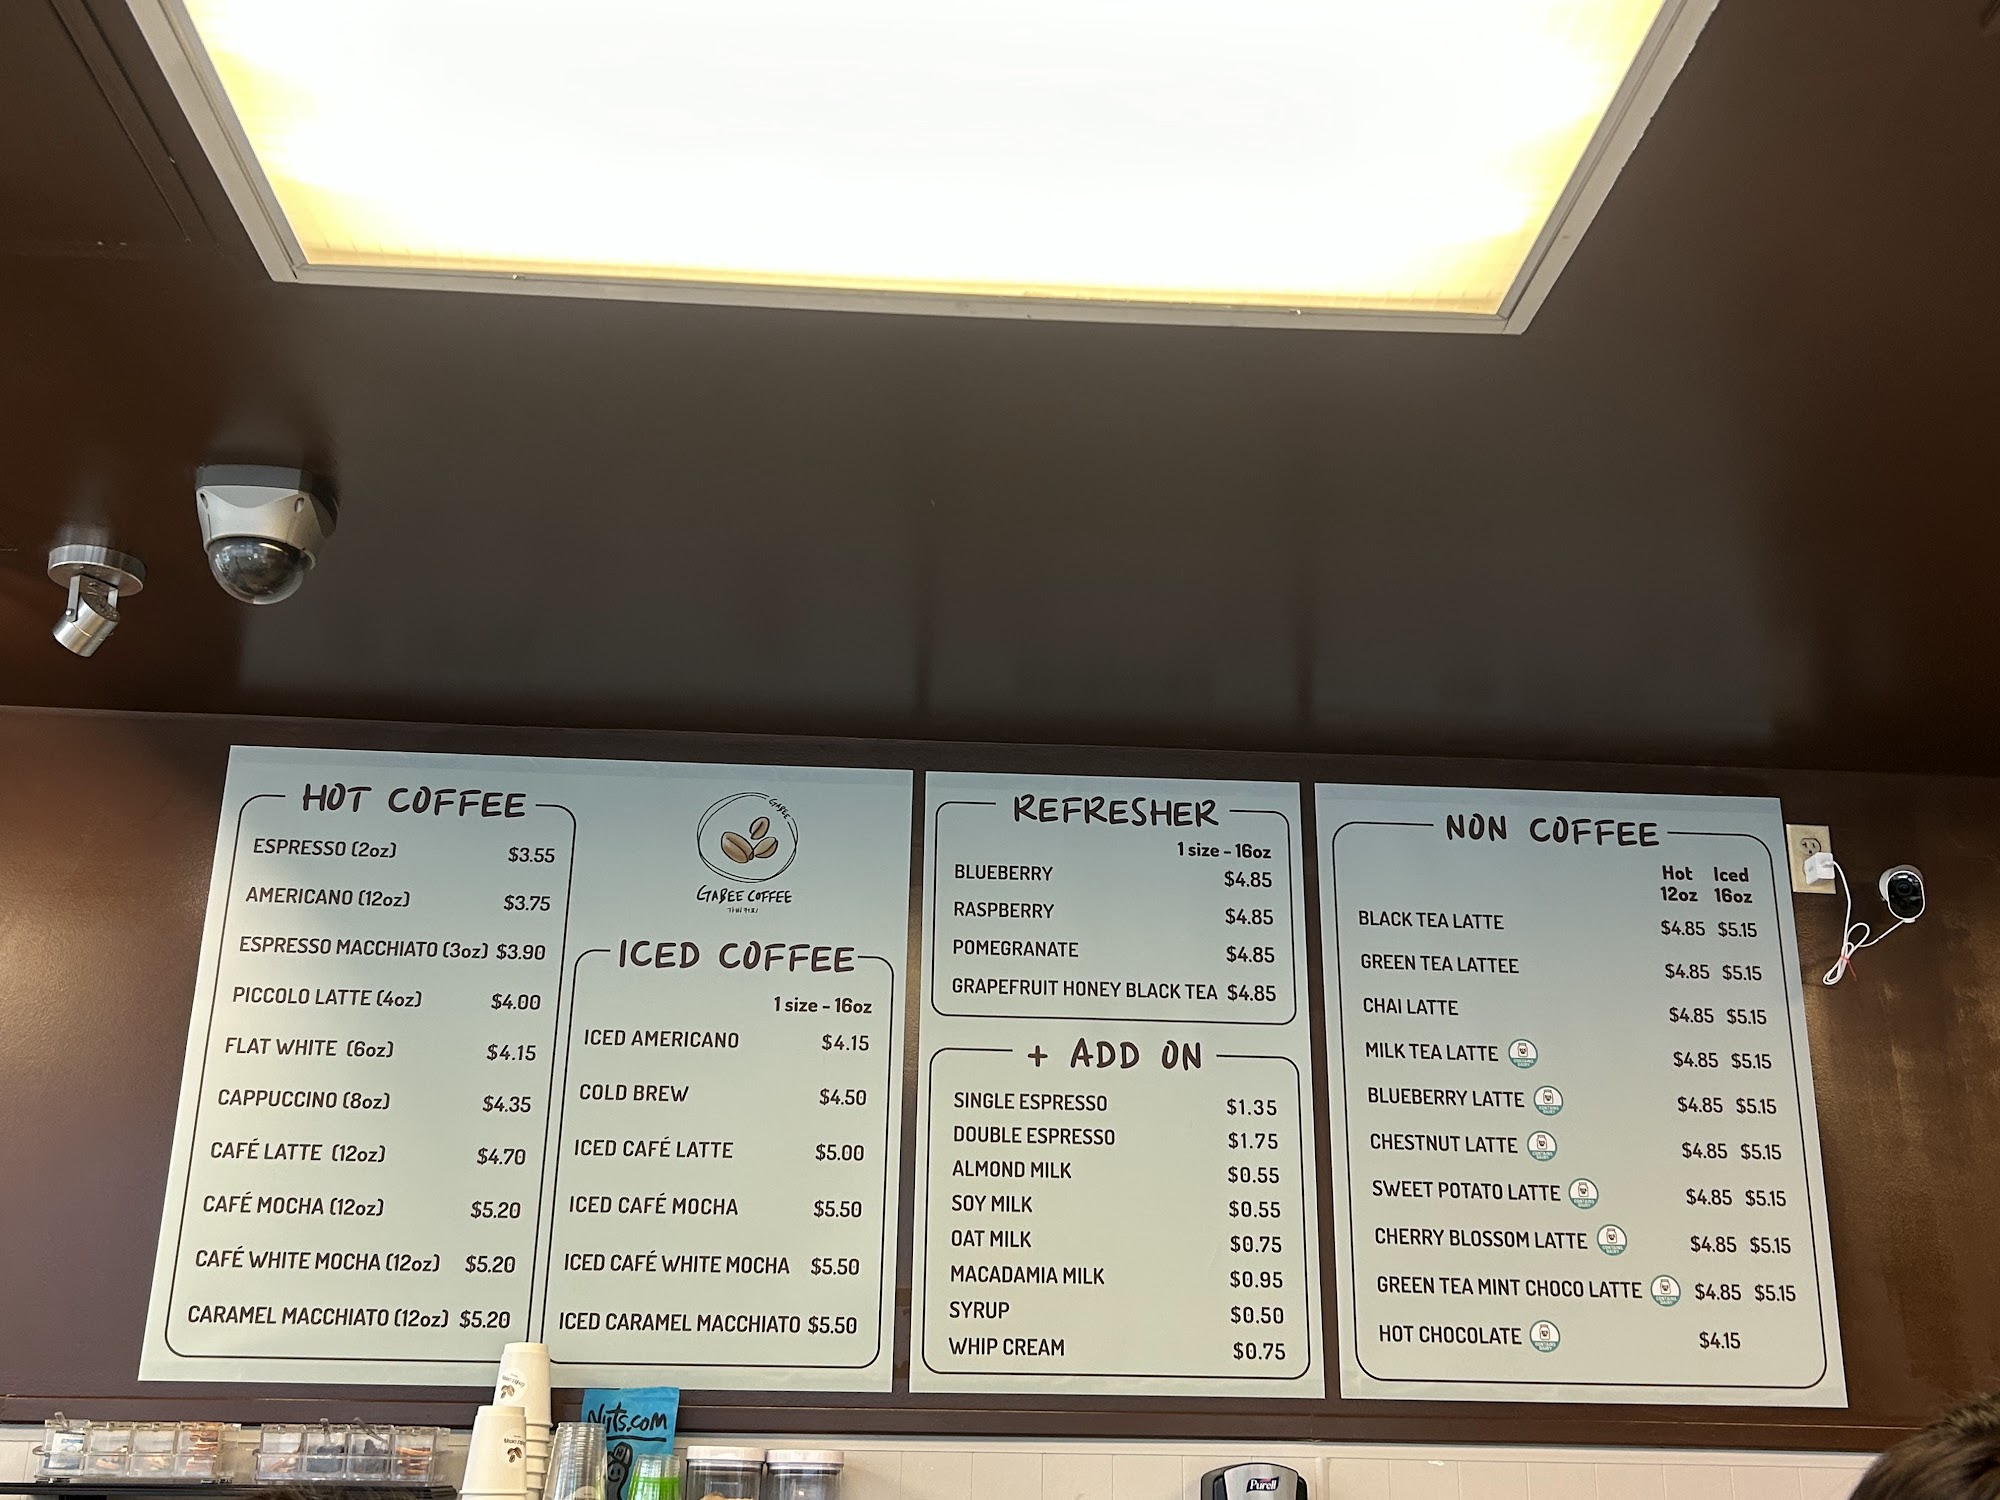 HOT COFFEE
ESPRESSO (2oz) $3.55
AMERICANO (12oz) $3.75
ESPRESSO MACCHIATO (3oz) $3.90
PICCOLO LATTE (4oz) $4.00
FLAT WHITE (6oz) $4.15
CAPPUCCINO (8oz) $4.35
CAFÉ LATTE (12oz) $4.70
CAFÉ MOCHA (12oz) $5.20
CAFÉ WHITE MOCHA (12oz) $5.20
CARAMEL MACCHIATO (12oz) $5.20
GABEE
GABEE COFFEE
ICED COFFEE
1 size - 16oz
ICED AMERICANO $4.15
COLD BREW $4.50
ICED CAFÉ LATTE $5.00
ICED CAFÉ MOCHA $5.50
ICED CAFÉ WHITE MOCHA $5.50
ICED CARAMEL MACCHIATO $5.50
REFRESHER
1 size - 16oz
BLUEBERRY $4.85
RASPBERRY $4.85
POMEGRANATE $4.85
GRAPEFRUIT HONEY BLACK TEA $4.85
+ ADD ON
SINGLE ESPRESSO $1.35
DOUBLE ESPRESSO $1.75
ALMOND MILK $0.55
SOY MILK $0.55
OAT MILK $0.75
MACADAMIA MILK $0.95
SYRUP $0.50
WHIP CREAM $0.75
NON COFFEE
Hot Iced
12oz 16oz
BLACK TEA LATTE $4.85 $5.15
GREEN TEA LATTEE $4.85 $5.15
CHAI LATTE $4.85 $5.15
MILK TEA LATTE $4.85 $5.15
BLUEBERRY LATTE $4.85 $5.15
CHESTNUT LATTE $4.85 $5.15
SWEET POTATO LATTE $4.85 $5.15
CHERRY BLOSSOM LATTE $4.85 $5.15
GREEN TEA MINT CHOCO LATTE $4.85 $5.15
HOT CHOCOLATE $4.15
Nuts.com
Purell